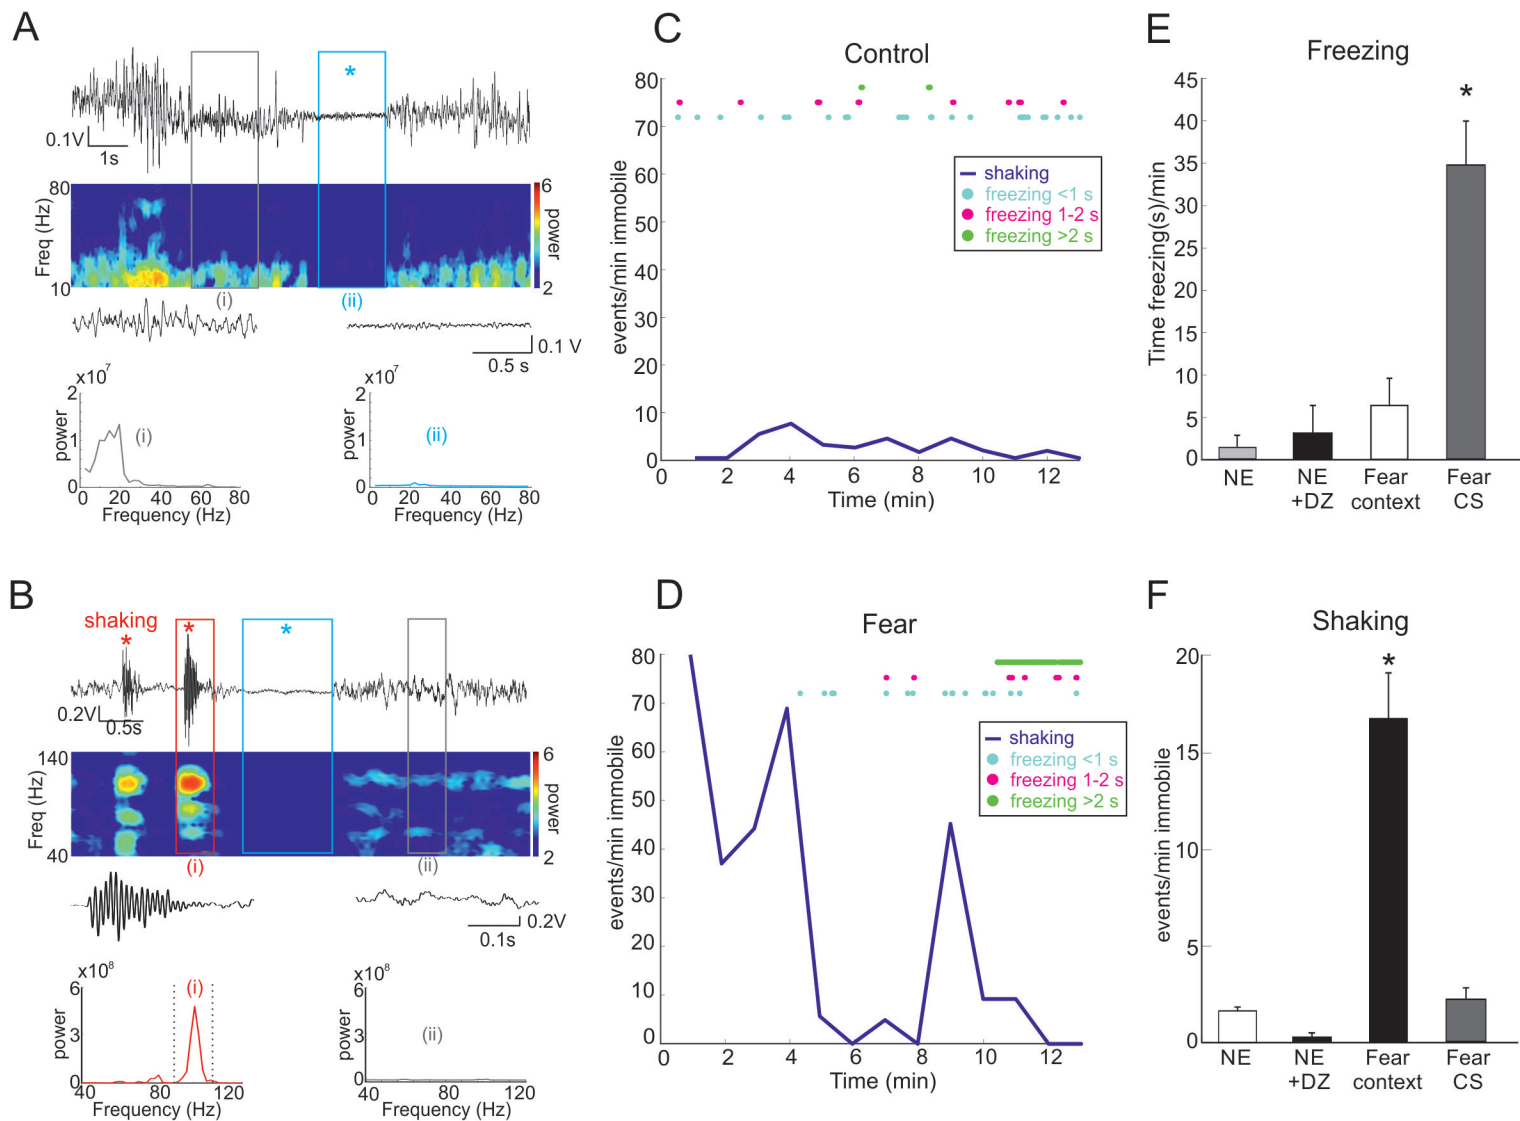 A
*
0.1V
1s
80
Freq (Hz)
10
6
power
2
(i)
(ii)
0.1 V
0.5 s
x10⁷
2
1
0
power
(i)
0 20 40 60 80
Frequency (Hz)
x10⁷
2
1
0
power
(ii)
0 20 40 60 80
Frequency (Hz)
B
shaking
*
*
*
0.2V
0.5s
140
Freq (Hz)
40
6
power
2
(i)
(ii)
0.2V
0.1s
x10⁸
6
3
0
power
(i)
40 80 100 120
Frequency (Hz)
x10⁸
6
3
0
power
(ii)
40 60 80 100 120
Frequency (Hz)
C
Control
80
70
60
50
40
30
20
10
0
events/min immobile
shaking
freezing <1 s
freezing 1-2 s
freezing >2 s
0 2 4 6 8 10 12
Time (min)
D
Fear
80
70
60
50
40
30
20
10
0
events/min immobile
shaking
freezing <1 s
freezing 1-2 s
freezing >2 s
0 2 4 6 8 10 12
Time (min)
E
Freezing
45
40
35
30
25
20
15
10
5
0
Time freezing(s)/min
*
NE NE Fear Fear
+DZ context CS
F
Shaking
20
15
10
5
0
events/min immobile
*
NE NE Fear Fear
+DZ context CS